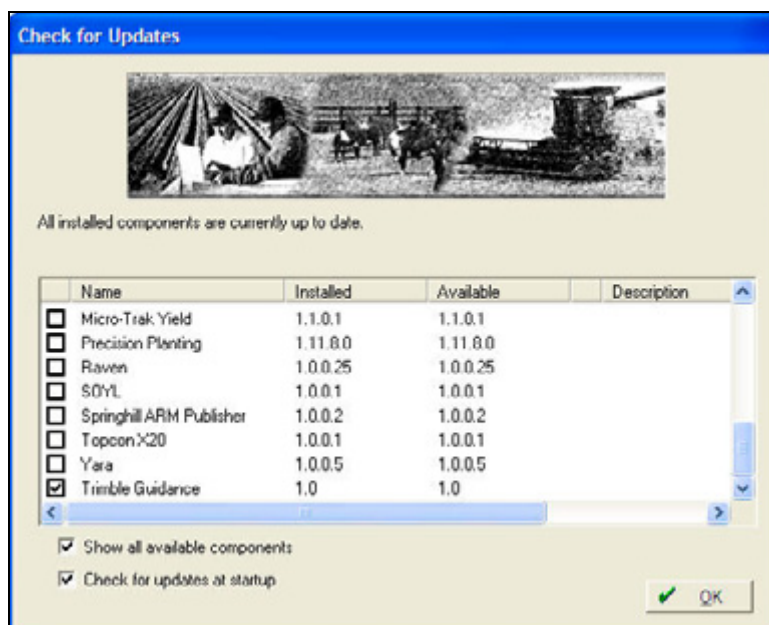 Check for Updates
All installed components are currently up to date.
Name Installed Available Description
Micro-Trak Yield 1.1.0.1 1.1.0.1
Precision Planting 1.11.8.0 1.11.8.0
Raven 1.0.0.25 1.0.0.25
SOYL 1.0.0.1 1.0.0.1
Springhill ARM Publisher 1.0.0.2 1.0.0.2
Topcon X20 1.0.0.1 1.0.0.1
Yara 1.0.0.5 1.0.0.5
Trimble Guidance 1.0 1.0
Show all available components
Check for updates at startup
OK